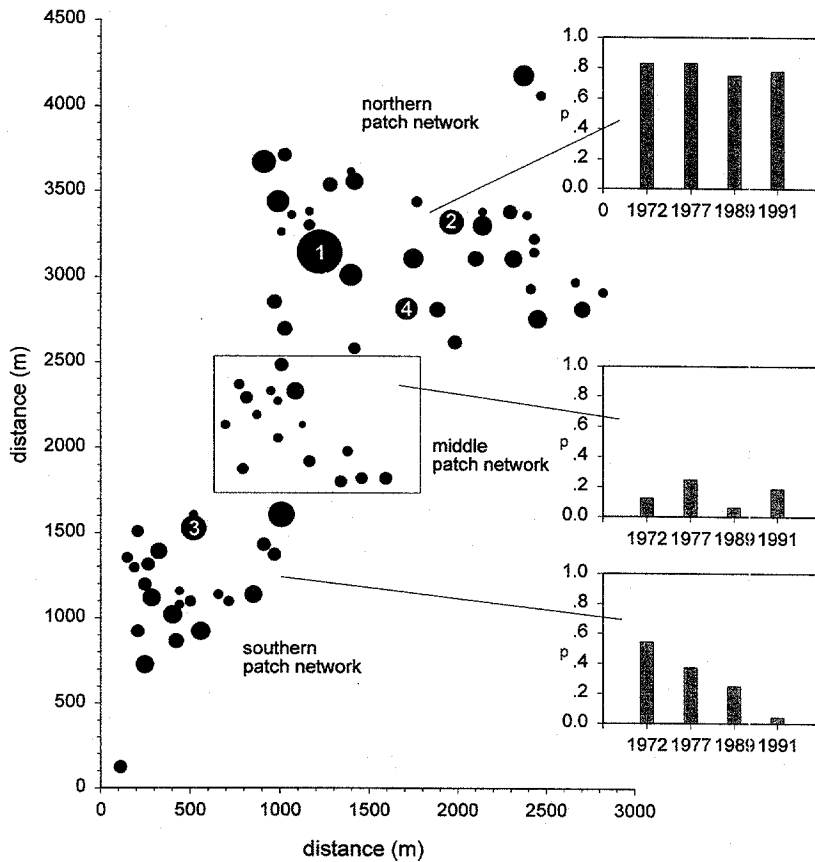 4500
4000
3500
3000
2500
2000
1500
1000
500
0
distance (m)
0 500 1000 1500 2000 2500 3000
distance (m)
northern
patch network
1
2
4
3
middle
patch network
southern
patch network
1.0
0.8
.6
p
.4
.2
0.0
0 1972 1977 1989 1991
1.0
.8
.6
p
.4
.2
0.0
1972 1977 1989 1991
1.0
.8
.6
p
.4
.2
0.0
1972 1977 1989 1991